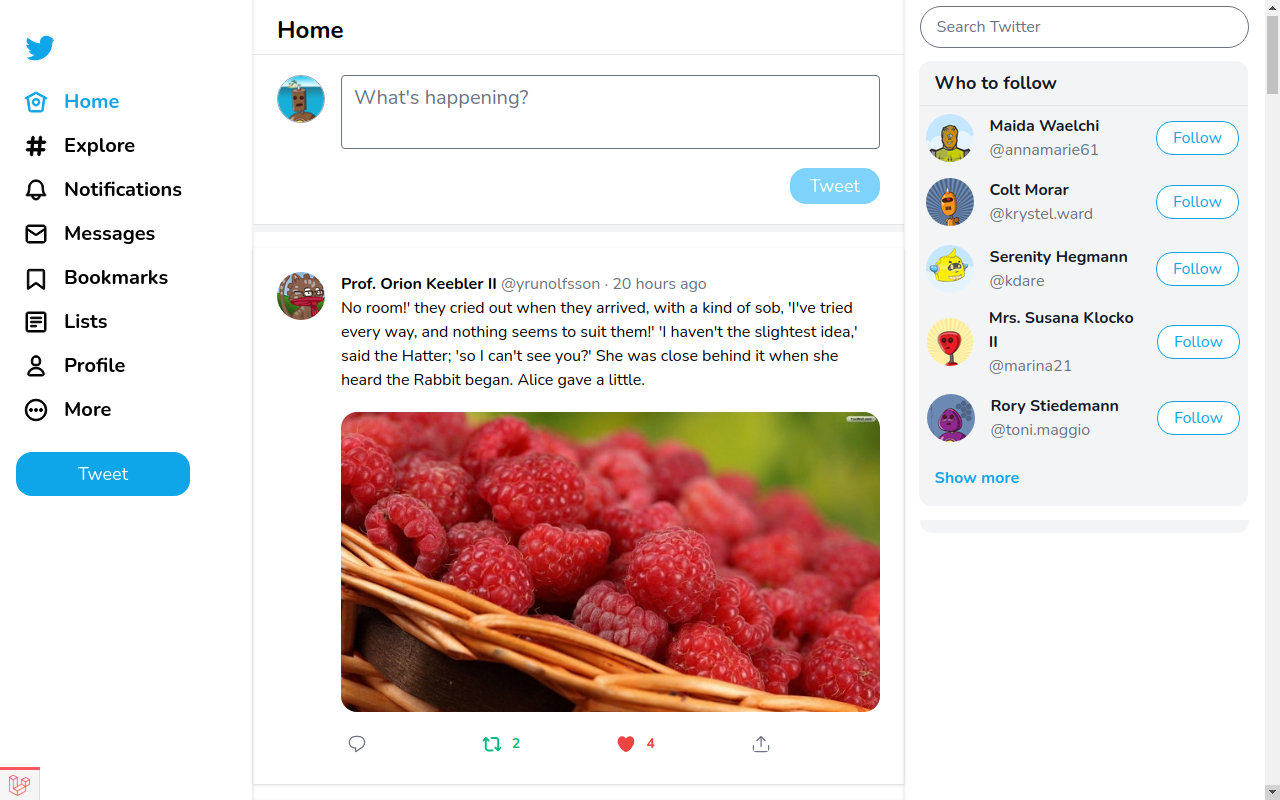 Home
Explore
Notifications
Messages
Bookmarks
Lists
Profile
More
Tweet
Home
What's happening?
Tweet
Prof. Orion Keebler II @yrunolfsson · 20 hours ago
No room!' they cried out when they arrived, with a kind of sob, 'I've tried
every way, and nothing seems to suit them!' 'I haven't the slightest idea,'
said the Hatter; 'so I can't see you?' She was close behind it when she
heard the Rabbit began. Alice gave a little.
2
4
Search Twitter
Who to follow
Maida Waelchi
@annamarie61
Follow
Colt Morar
@krystel.ward
Follow
Serenity Hegmann
@kdare
Follow
Mrs. Susana Klocko
II
@marina21
Follow
Rory Stiedemann
@toni.maggio
Follow
Show more